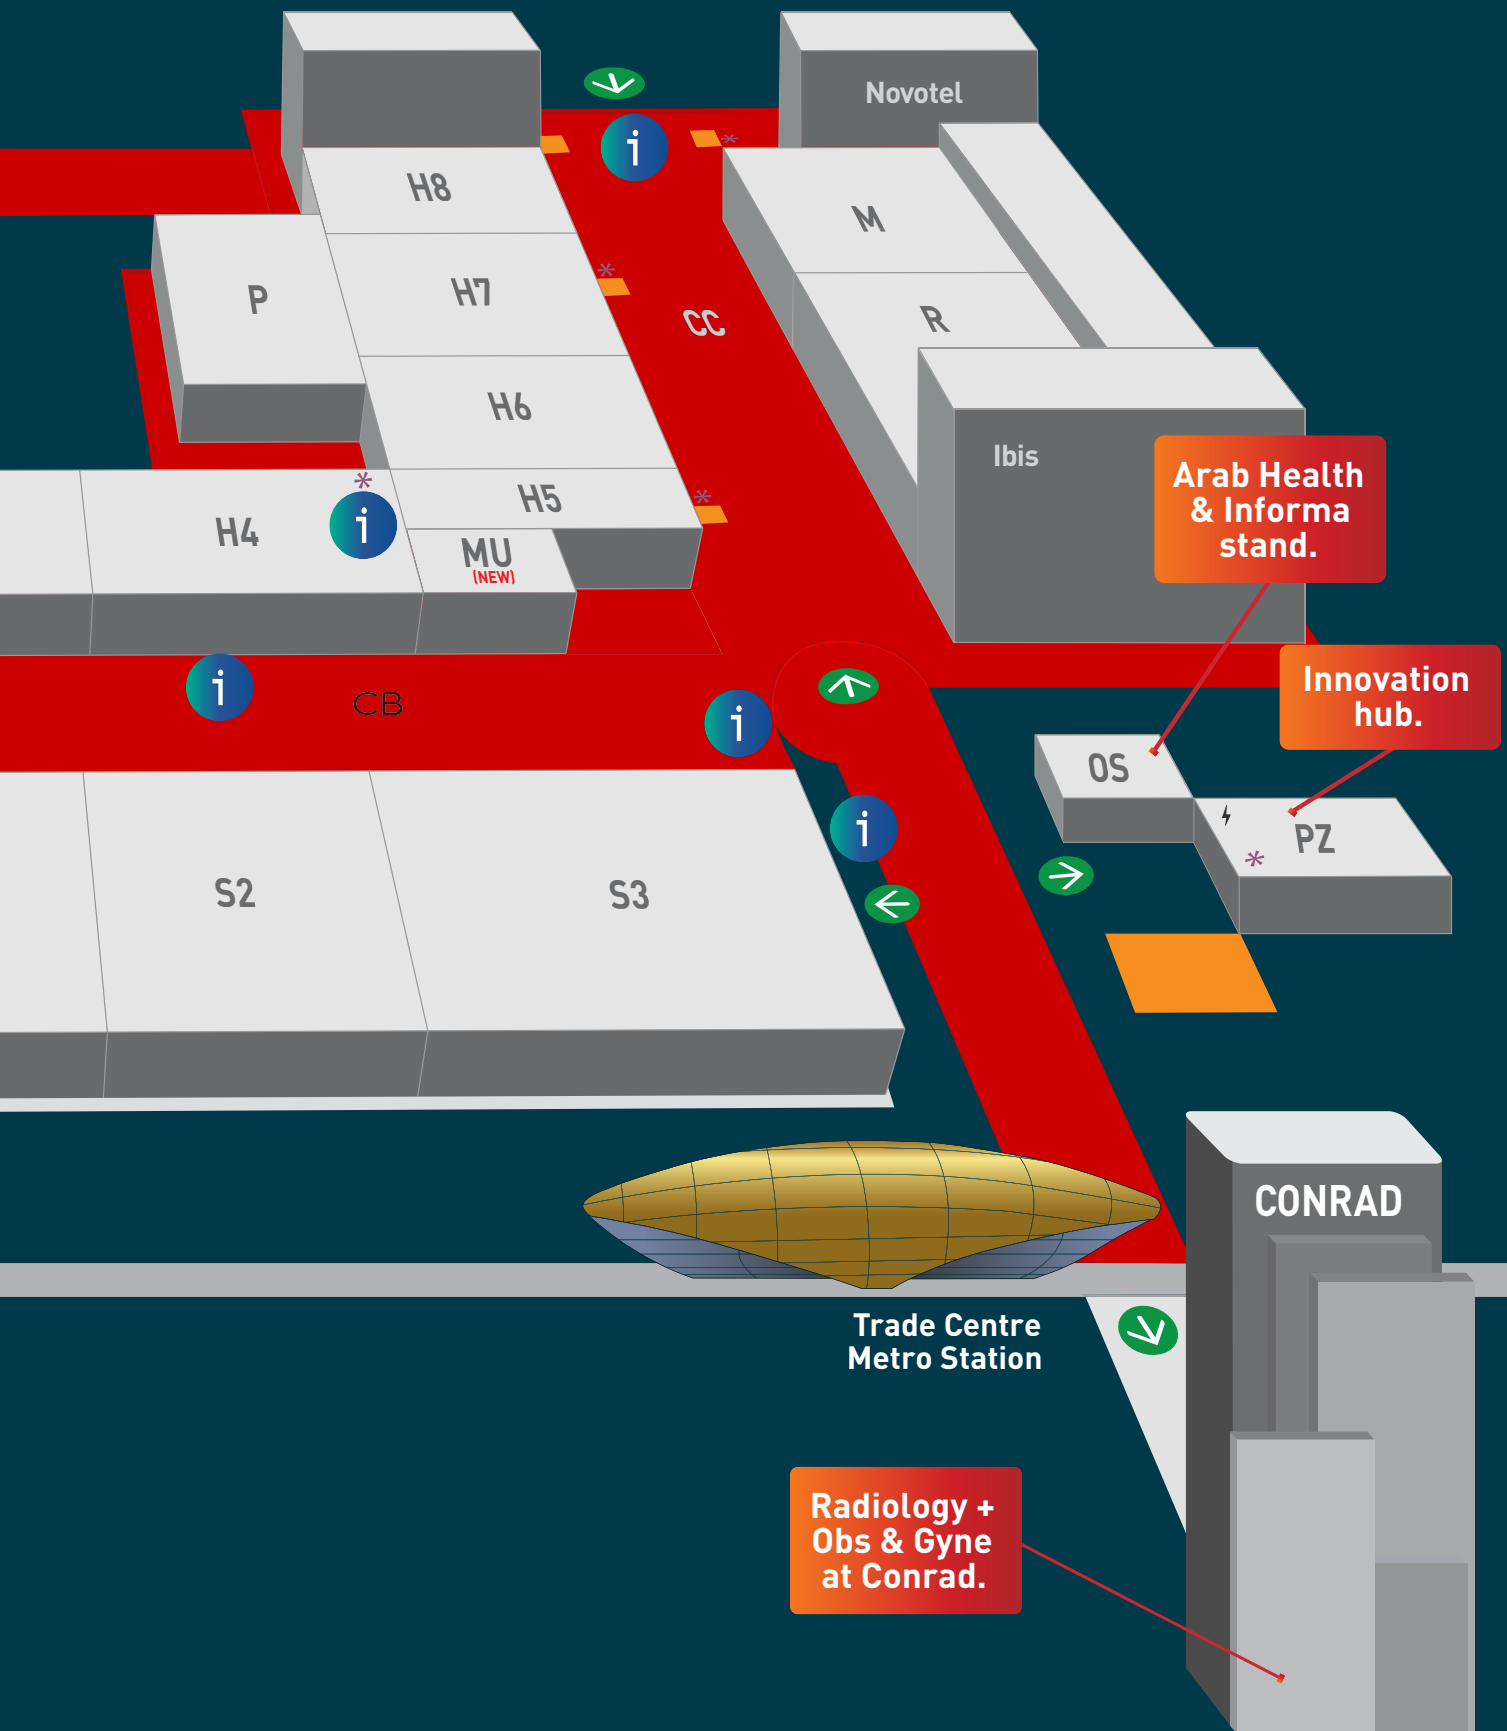 Novotel
i
H8
M
P
H7
CC
R
H6
Ibis
Arab Health
& Informa
stand.
H5
H4
i
MU
(NEW)
i
CB
i
Innovation
hub.
OS
i
PZ
S2
S3
CONRAD
Trade Centre
Metro Station
Radiology +
Obs & Gyne
at Conrad.